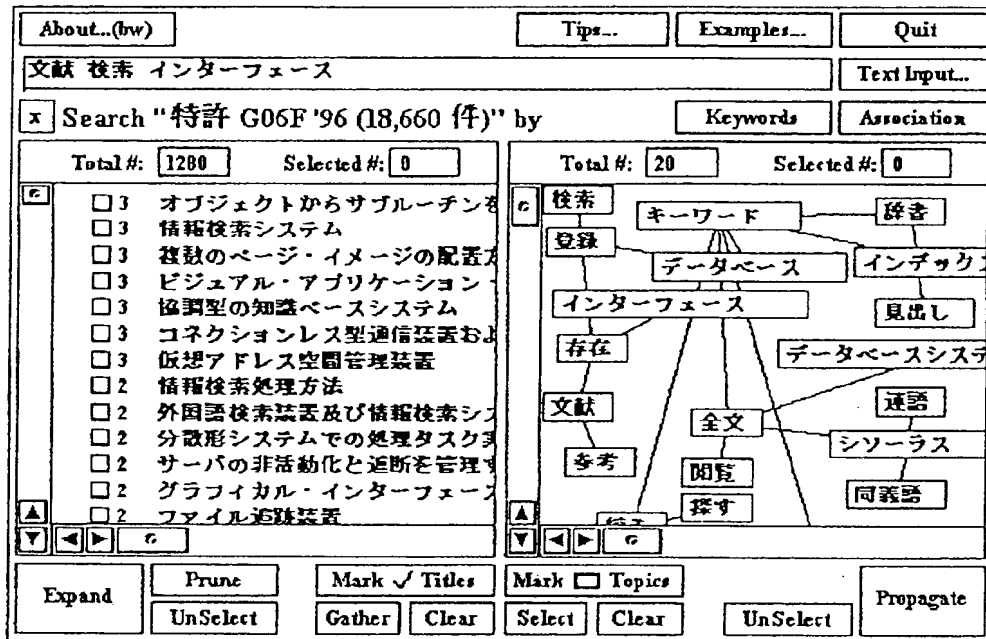 About...(bw) Tips... Examples... Quit
文献 検索 インターフェース Text Input...
x Search "特許 G06F '96 (18,660 件)" by Keywords Association
Total #: 1280 Selected #: 0
3 オブジェクトからサブルーチンを
3 情報検索システム
3 複数のページ・イメージの配置方
3 ビジュアル・アプリケーション
3 協調型の知識ベースシステム
3 コネクションレス型通信装置およ
3 仮想アドレス空間管理装置
2 情報検索処理方法
2 外国語検索装置及び情報検索シス
2 分散形システムでの処理タスク実
2 サーバの非活動化と遮断を管理す
2 グラフィカル・インターフェース
2 ファイル追跡装置
Total #: 20 Selected #: 0
検索
キーワード
辞書
登録
データベース
インデックス
インターフェース
見出し
存在
データベースシステ
文献
連語
全文
シソーラス
参考
閲覧
同義語
探す
Expand Prune Mark ✓ Titles Mark □ Topics Propagate
UnSelect Gather Clear Select Clear UnSelect